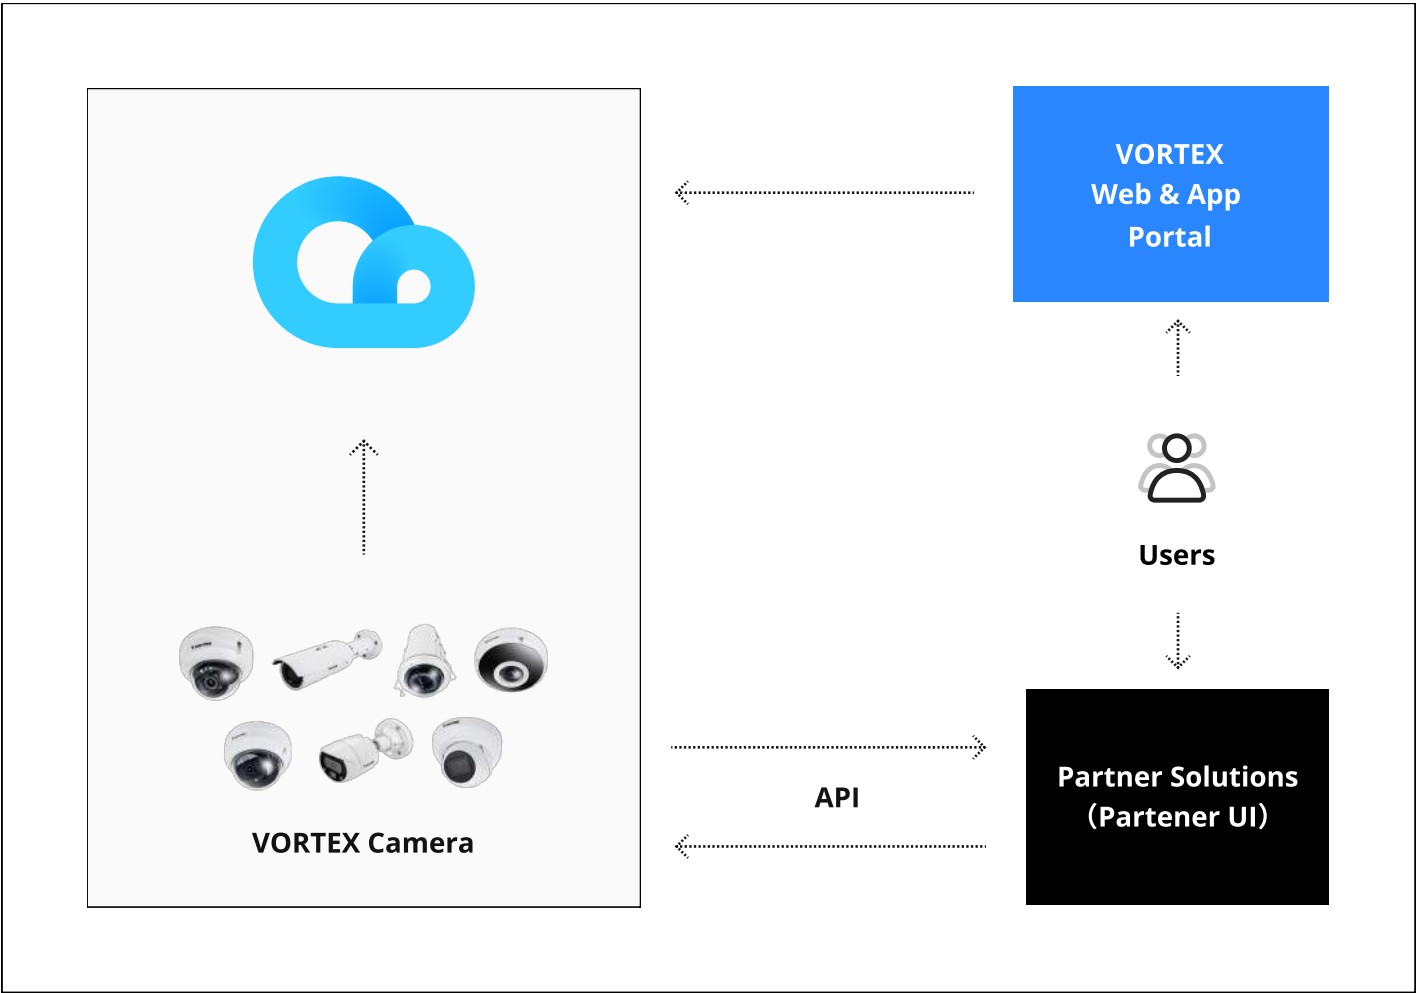 VORTEX
Web & App
Portal
Users
VORTEX Camera
API
Partner Solutions
（Partener UI）